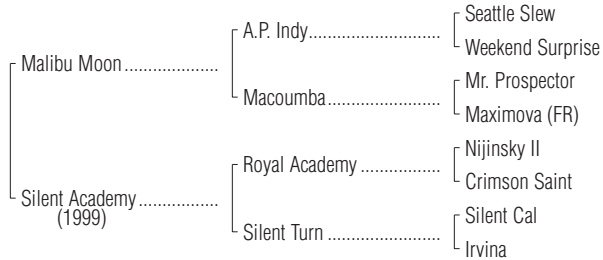 Seattle Slew
A.P. Indy
Weekend Surprise
Malibu Moon
Mr. Prospector
Macoumba
Maximova (FR)
Nijinsky II
Royal Academy
Crimson Saint
Silent Academy
(1999)
Silent Cal
Silent Turn
Irvina